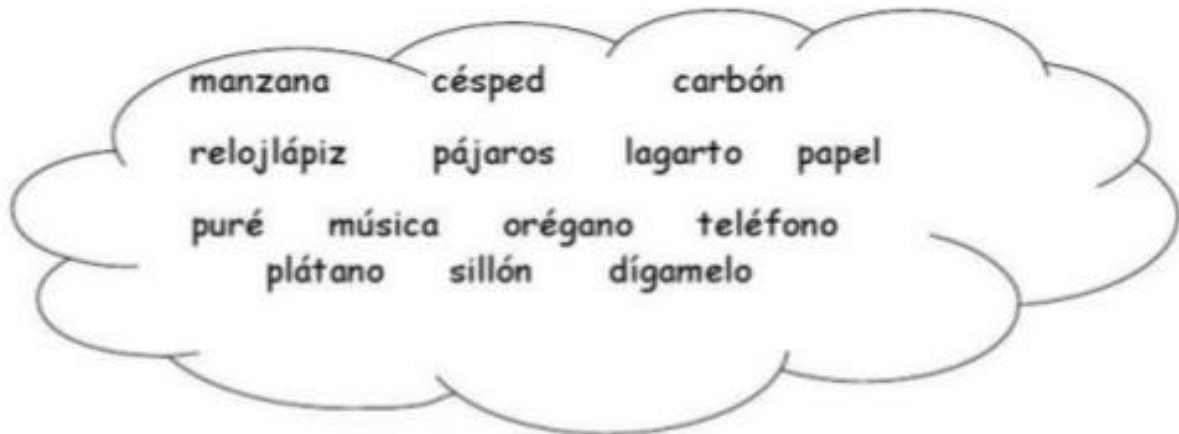 manzana césped carbón
relojlápiz pájaros lagarto papel
puré música orégano teléfono
plátano sillón dígamelo